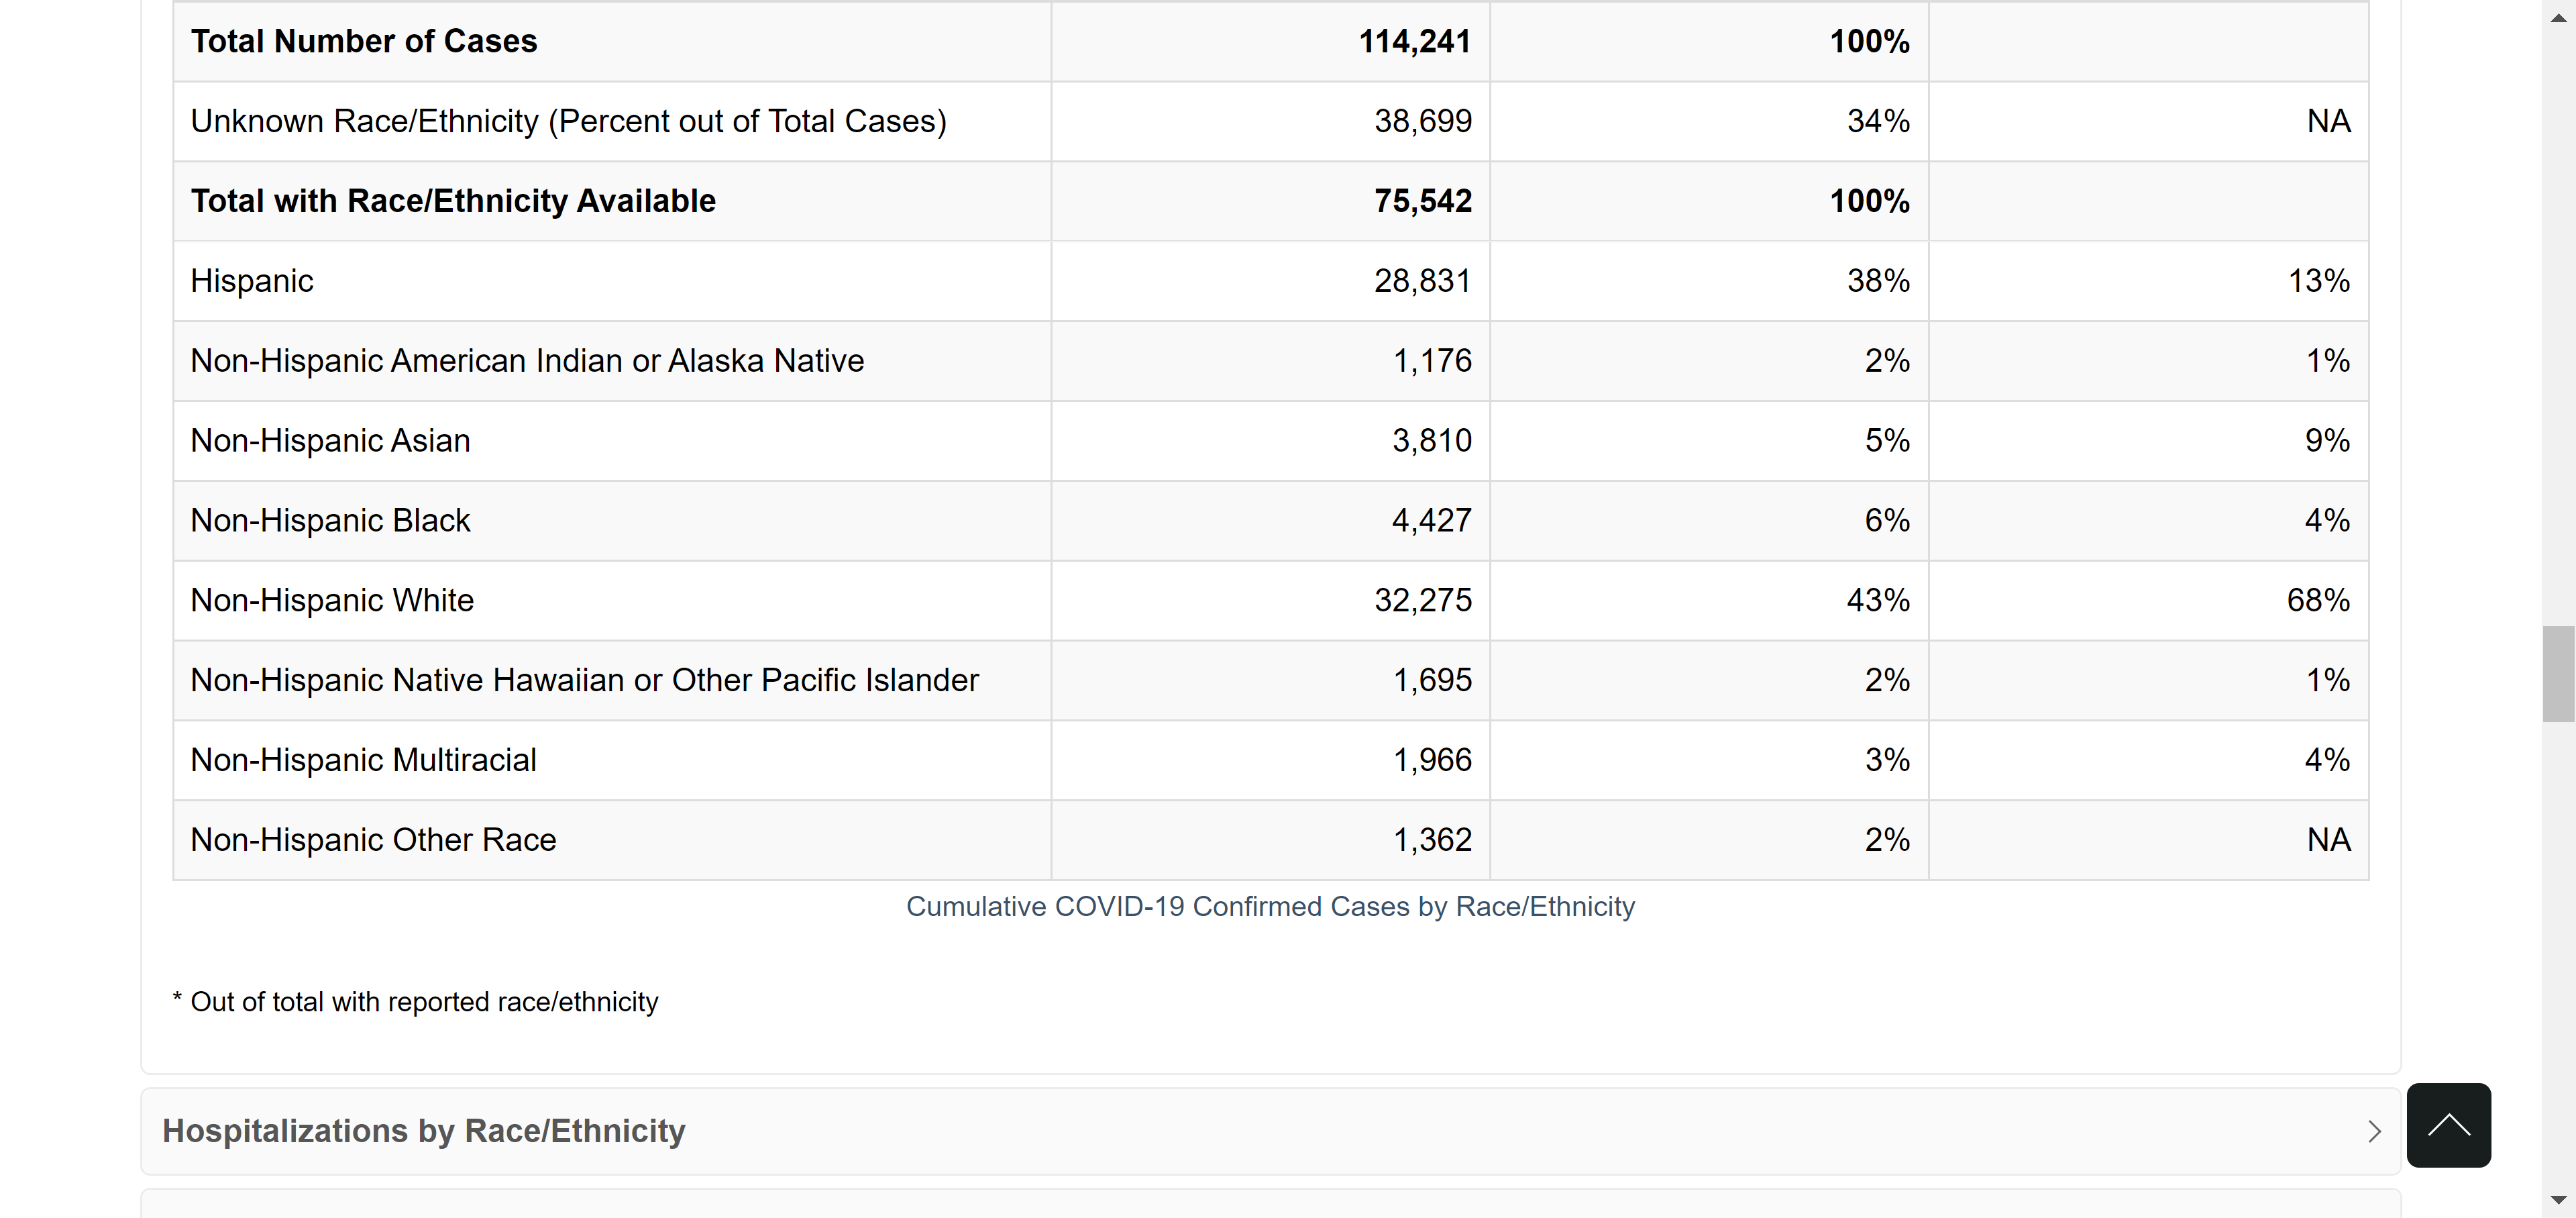 Total Number of Cases 114,241 100%
Unknown Race/Ethnicity (Percent out of Total Cases) 38,699 34% NA
Total with Race/Ethnicity Available 75,542 100%
Hispanic 28,831 38% 13%
Non-Hispanic American Indian or Alaska Native 1,176 2% 1%
Non-Hispanic Asian 3,810 5% 9%
Non-Hispanic Black 4,427 6% 4%
Non-Hispanic White 32,275 43% 68%
Non-Hispanic Native Hawaiian or Other Pacific Islander 1,695 2% 1%
Non-Hispanic Multiracial 1,966 3% 4%
Non-Hispanic Other Race 1,362 2% NA
Cumulative COVID-19 Confirmed Cases by Race/Ethnicity
* Out of total with reported race/ethnicity
Hospitalizations by Race/Ethnicity